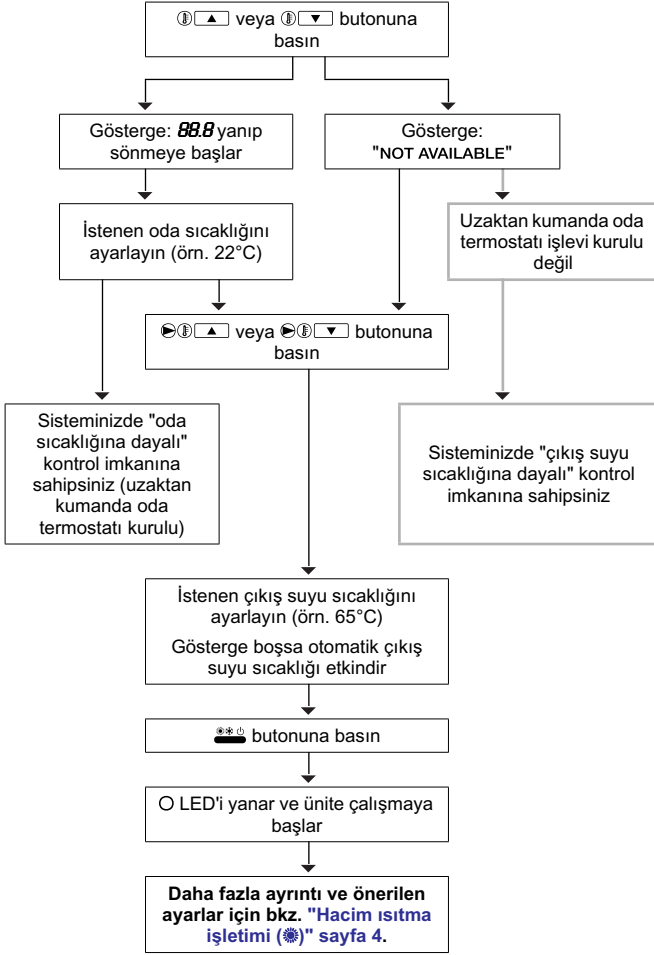 ▲ veya ▼ butonuna
basın
Gösterge: 88.8 yanıp
sönmeye başlar
Gösterge:
"NOT AVAILABLE"
İstenen oda sıcaklığını
ayarlayın (örn. 22°C)
Uzaktan kumanda oda
termostatı işlevi kurulu
değil
▲ veya ▼ butonuna
basın
Sisteminizde "oda
sıcaklığına dayalı"
kontrol imkanına
sahipsiniz (uzaktan
kumanda oda
termostatı kurulu)
Sisteminizde "çıkış suyu
sıcaklığına dayalı" kontrol
imkanına sahipsiniz
İstenen çıkış suyu sıcaklığını
ayarlayın (örn. 65°C)
Gösterge boşsa otomatik çıkış
suyu sıcaklığı etkindir
butonuna basın
LED'i yanar ve ünite çalışmaya
başlar
Daha fazla ayrıntı ve önerilen
ayarlar için bkz. "Hacim ısıtma
işletimi (☀)" sayfa 4.